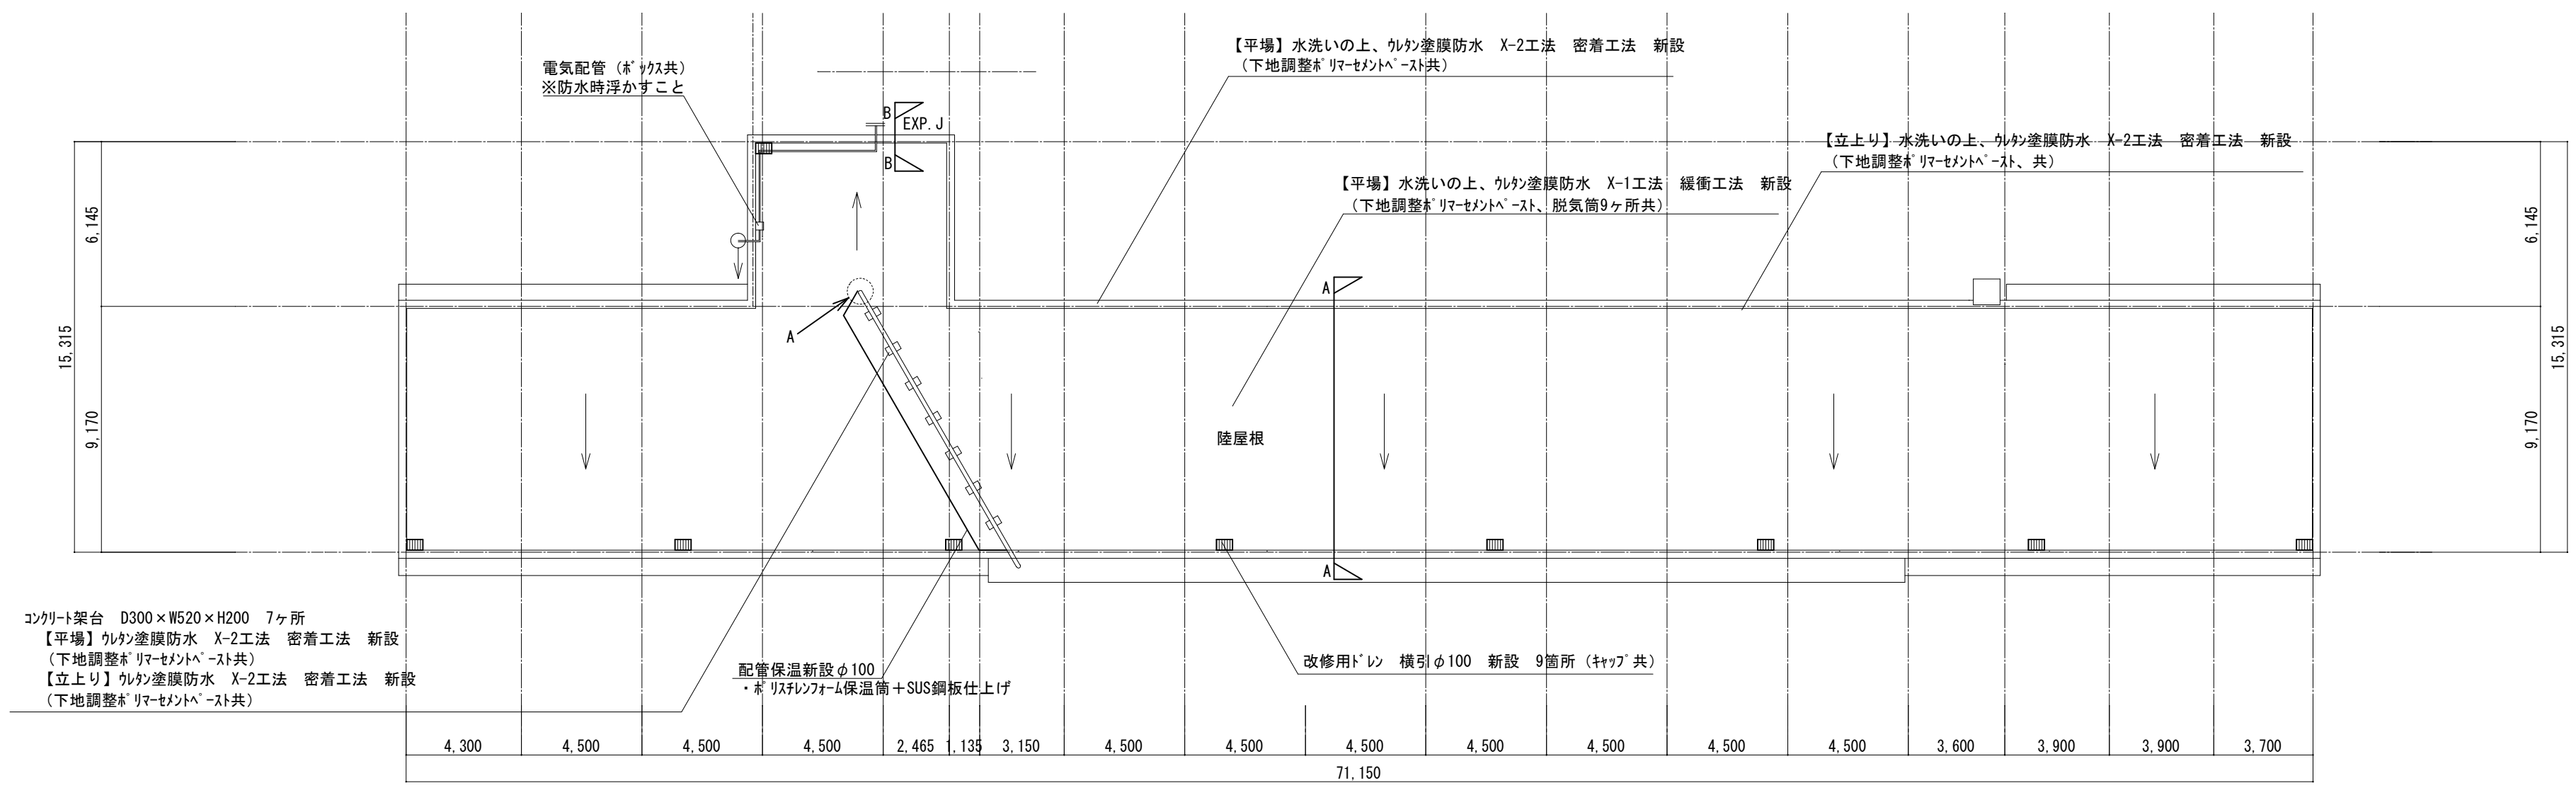 【平場】水洗いの上、ｳﾚﾀﾝ塗膜防水　X-2工法　密着工法　新設
（下地調整ﾎﾟﾘﾏｰｾﾒﾝﾄﾍﾟｰｽﾄ共）
電気配管（ﾎﾞｯｸｽ共）
※防水時浮かすこと
B
EXP.J
B
【立上り】水洗いの上、ｳﾚﾀﾝ塗膜防水　X-2工法　密着工法　新設
（下地調整ﾎﾟﾘﾏｰｾﾒﾝﾄﾍﾟｰｽﾄ、共）
【平場】水洗いの上、ｳﾚﾀﾝ塗膜防水　X-1工法　緩衝工法　新設
（下地調整ﾎﾟﾘﾏｰｾﾒﾝﾄﾍﾟｰｽﾄ、脱気筒9ヶ所共）
6,145
6,145
A
A
15,315
15,315
9,170
9,170
陸屋根
A
コンクリート架台　D300×W520×H200　7ヶ所
【平場】ｳﾚﾀﾝ塗膜防水　X-2工法　密着工法　新設
（下地調整ﾎﾟﾘﾏｰｾﾒﾝﾄﾍﾟｰｽﾄ共）
【立上り】ｳﾚﾀﾝ塗膜防水　X-2工法　密着工法　新設
（下地調整ﾎﾟﾘﾏｰｾﾒﾝﾄﾍﾟｰｽﾄ共）
配管保温新設φ100
・ﾎﾟﾘｽﾁﾚﾝﾌｫｰﾑ保温筒＋SUS鋼板仕上げ
改修用ﾄﾞﾚﾝ　横引φ100　新設　9箇所（ｷｬｯﾌﾟ共）
4,300　4,500　4,500　4,500　2,465　1,135　3,150　4,500　4,500　4,500　4,500　4,500　4,500　4,500　3,600　3,900　3,900　3,700
71,150